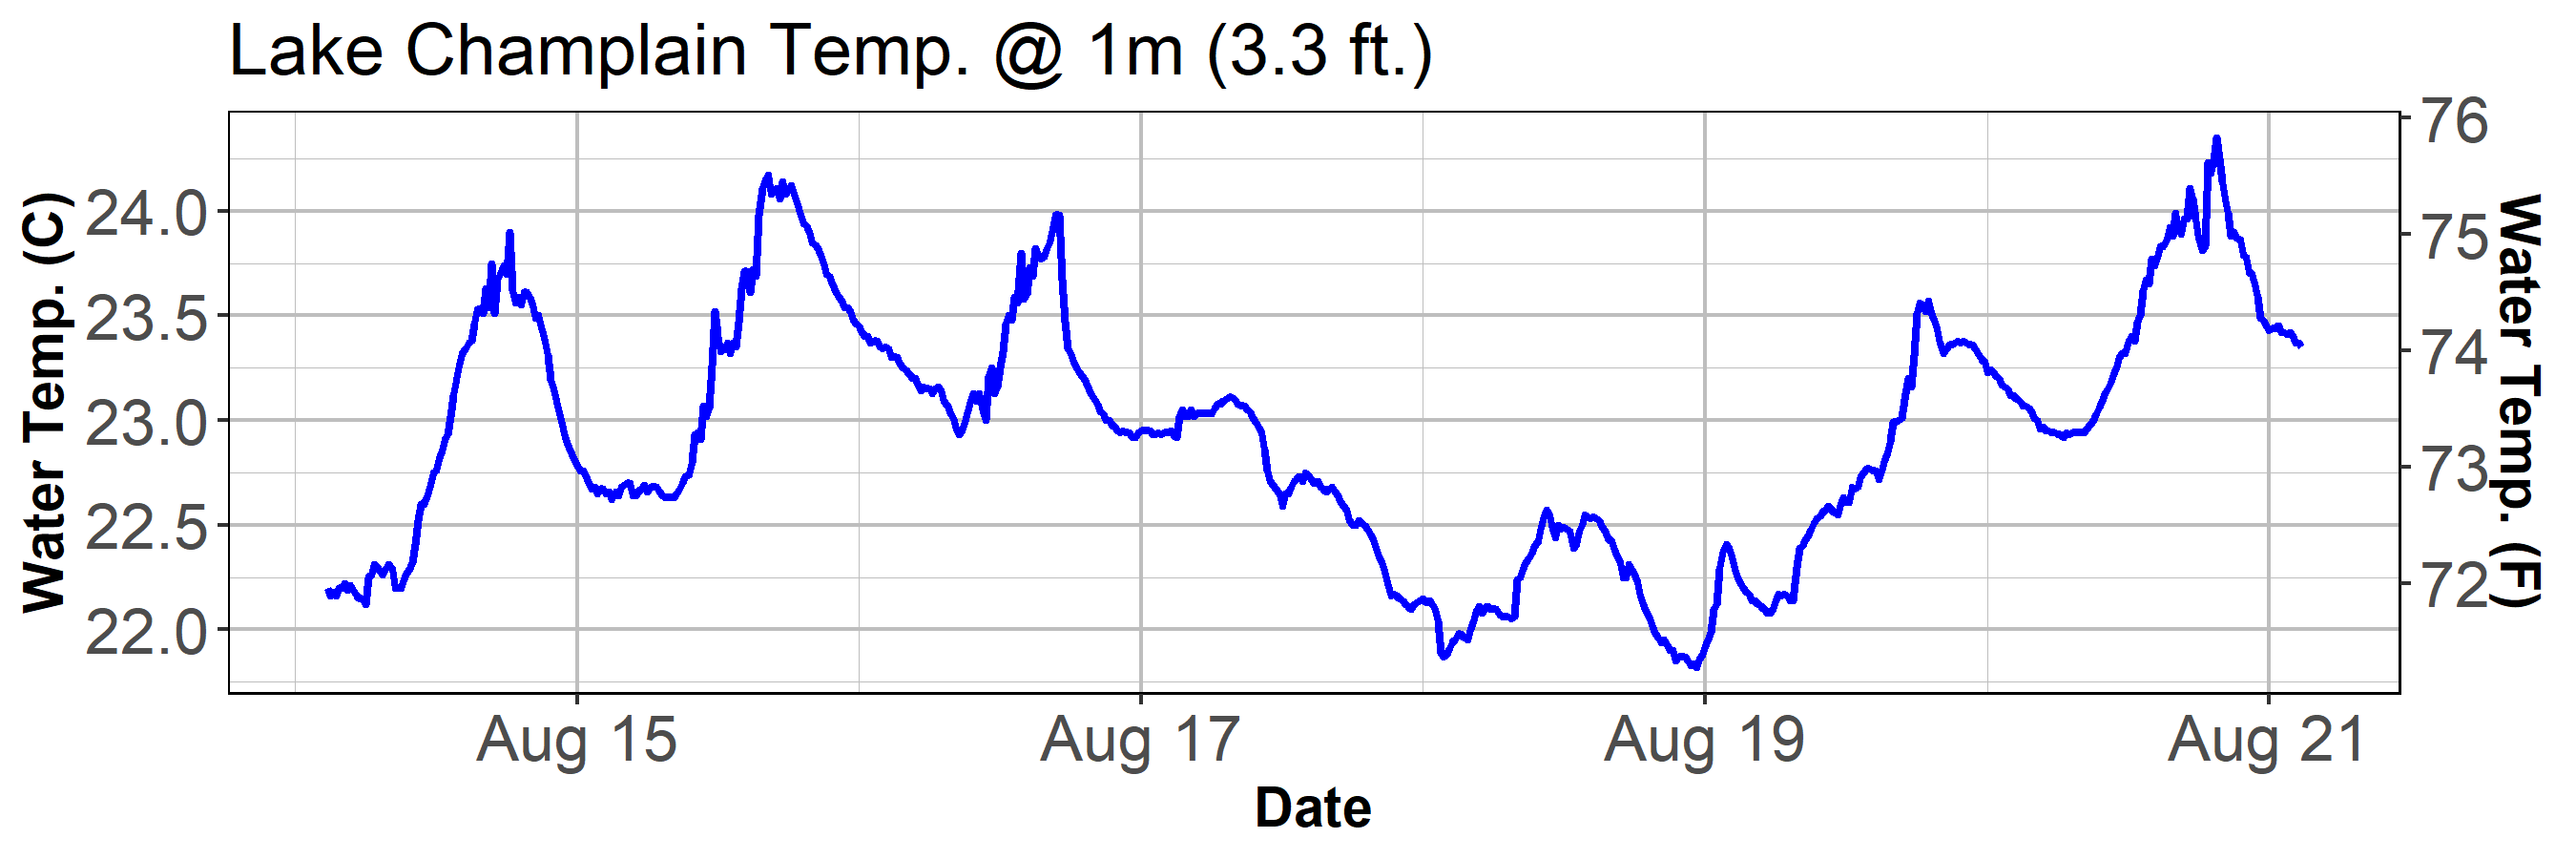 Lake Champlain Temp. @ 1m (3.3 ft.)
Water Temp. (C)
24.0
23.5
23.0
22.5
22.0
76
75
74
73
72
Water Temp. (F)
Aug 15
Aug 17
Aug 19
Aug 21
Date